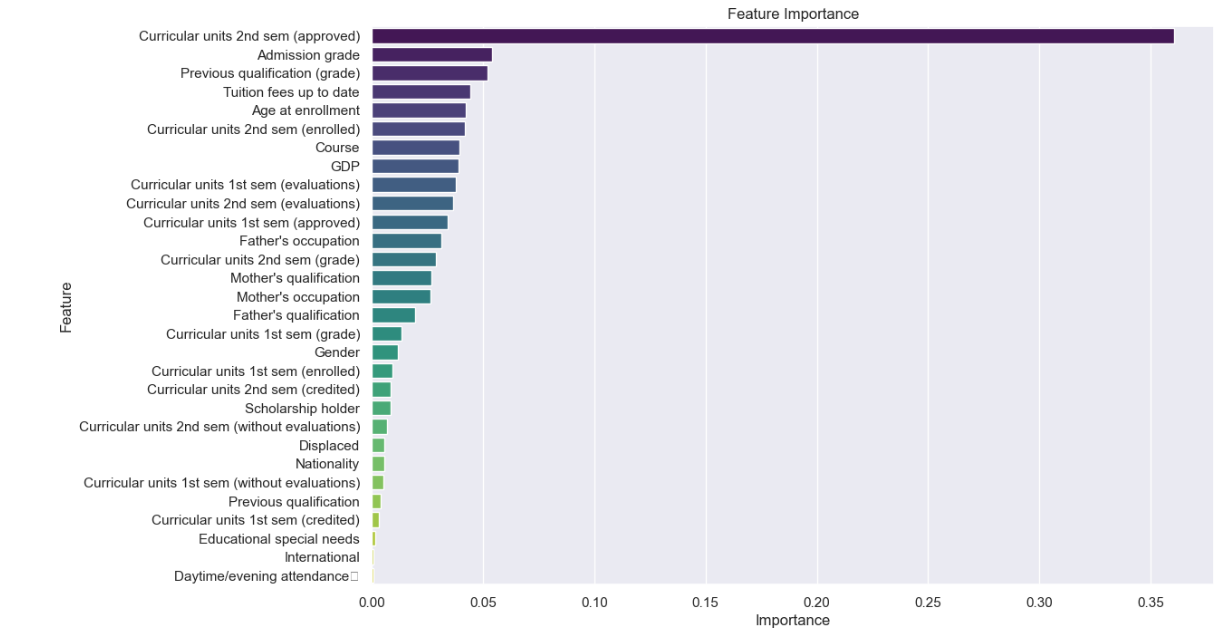 Feature Importance
Curricular units 2nd sem (approved)
Admission grade
Previous qualification (grade)
Tuition fees up to date
Age at enrollment
Curricular units 2nd sem (enrolled)
Course
GDP
Curricular units 1st sem (evaluations)
Curricular units 2nd sem (evaluations)
Curricular units 1st sem (approved)
Father's occupation
Curricular units 2nd sem (grade)
Mother's qualification
Mother's occupation
Father's qualification
Curricular units 1st sem (grade)
Gender
Curricular units 1st sem (enrolled)
Curricular units 2nd sem (credited)
Scholarship holder
Curricular units 2nd sem (without evaluations)
Displaced
Nationality
Curricular units 1st sem (without evaluations)
Previous qualification
Curricular units 1st sem (credited)
Educational special needs
International
Daytime/evening attendance
Feature
0.00 0.05 0.10 0.15 0.20 0.25 0.30 0.35
Importance